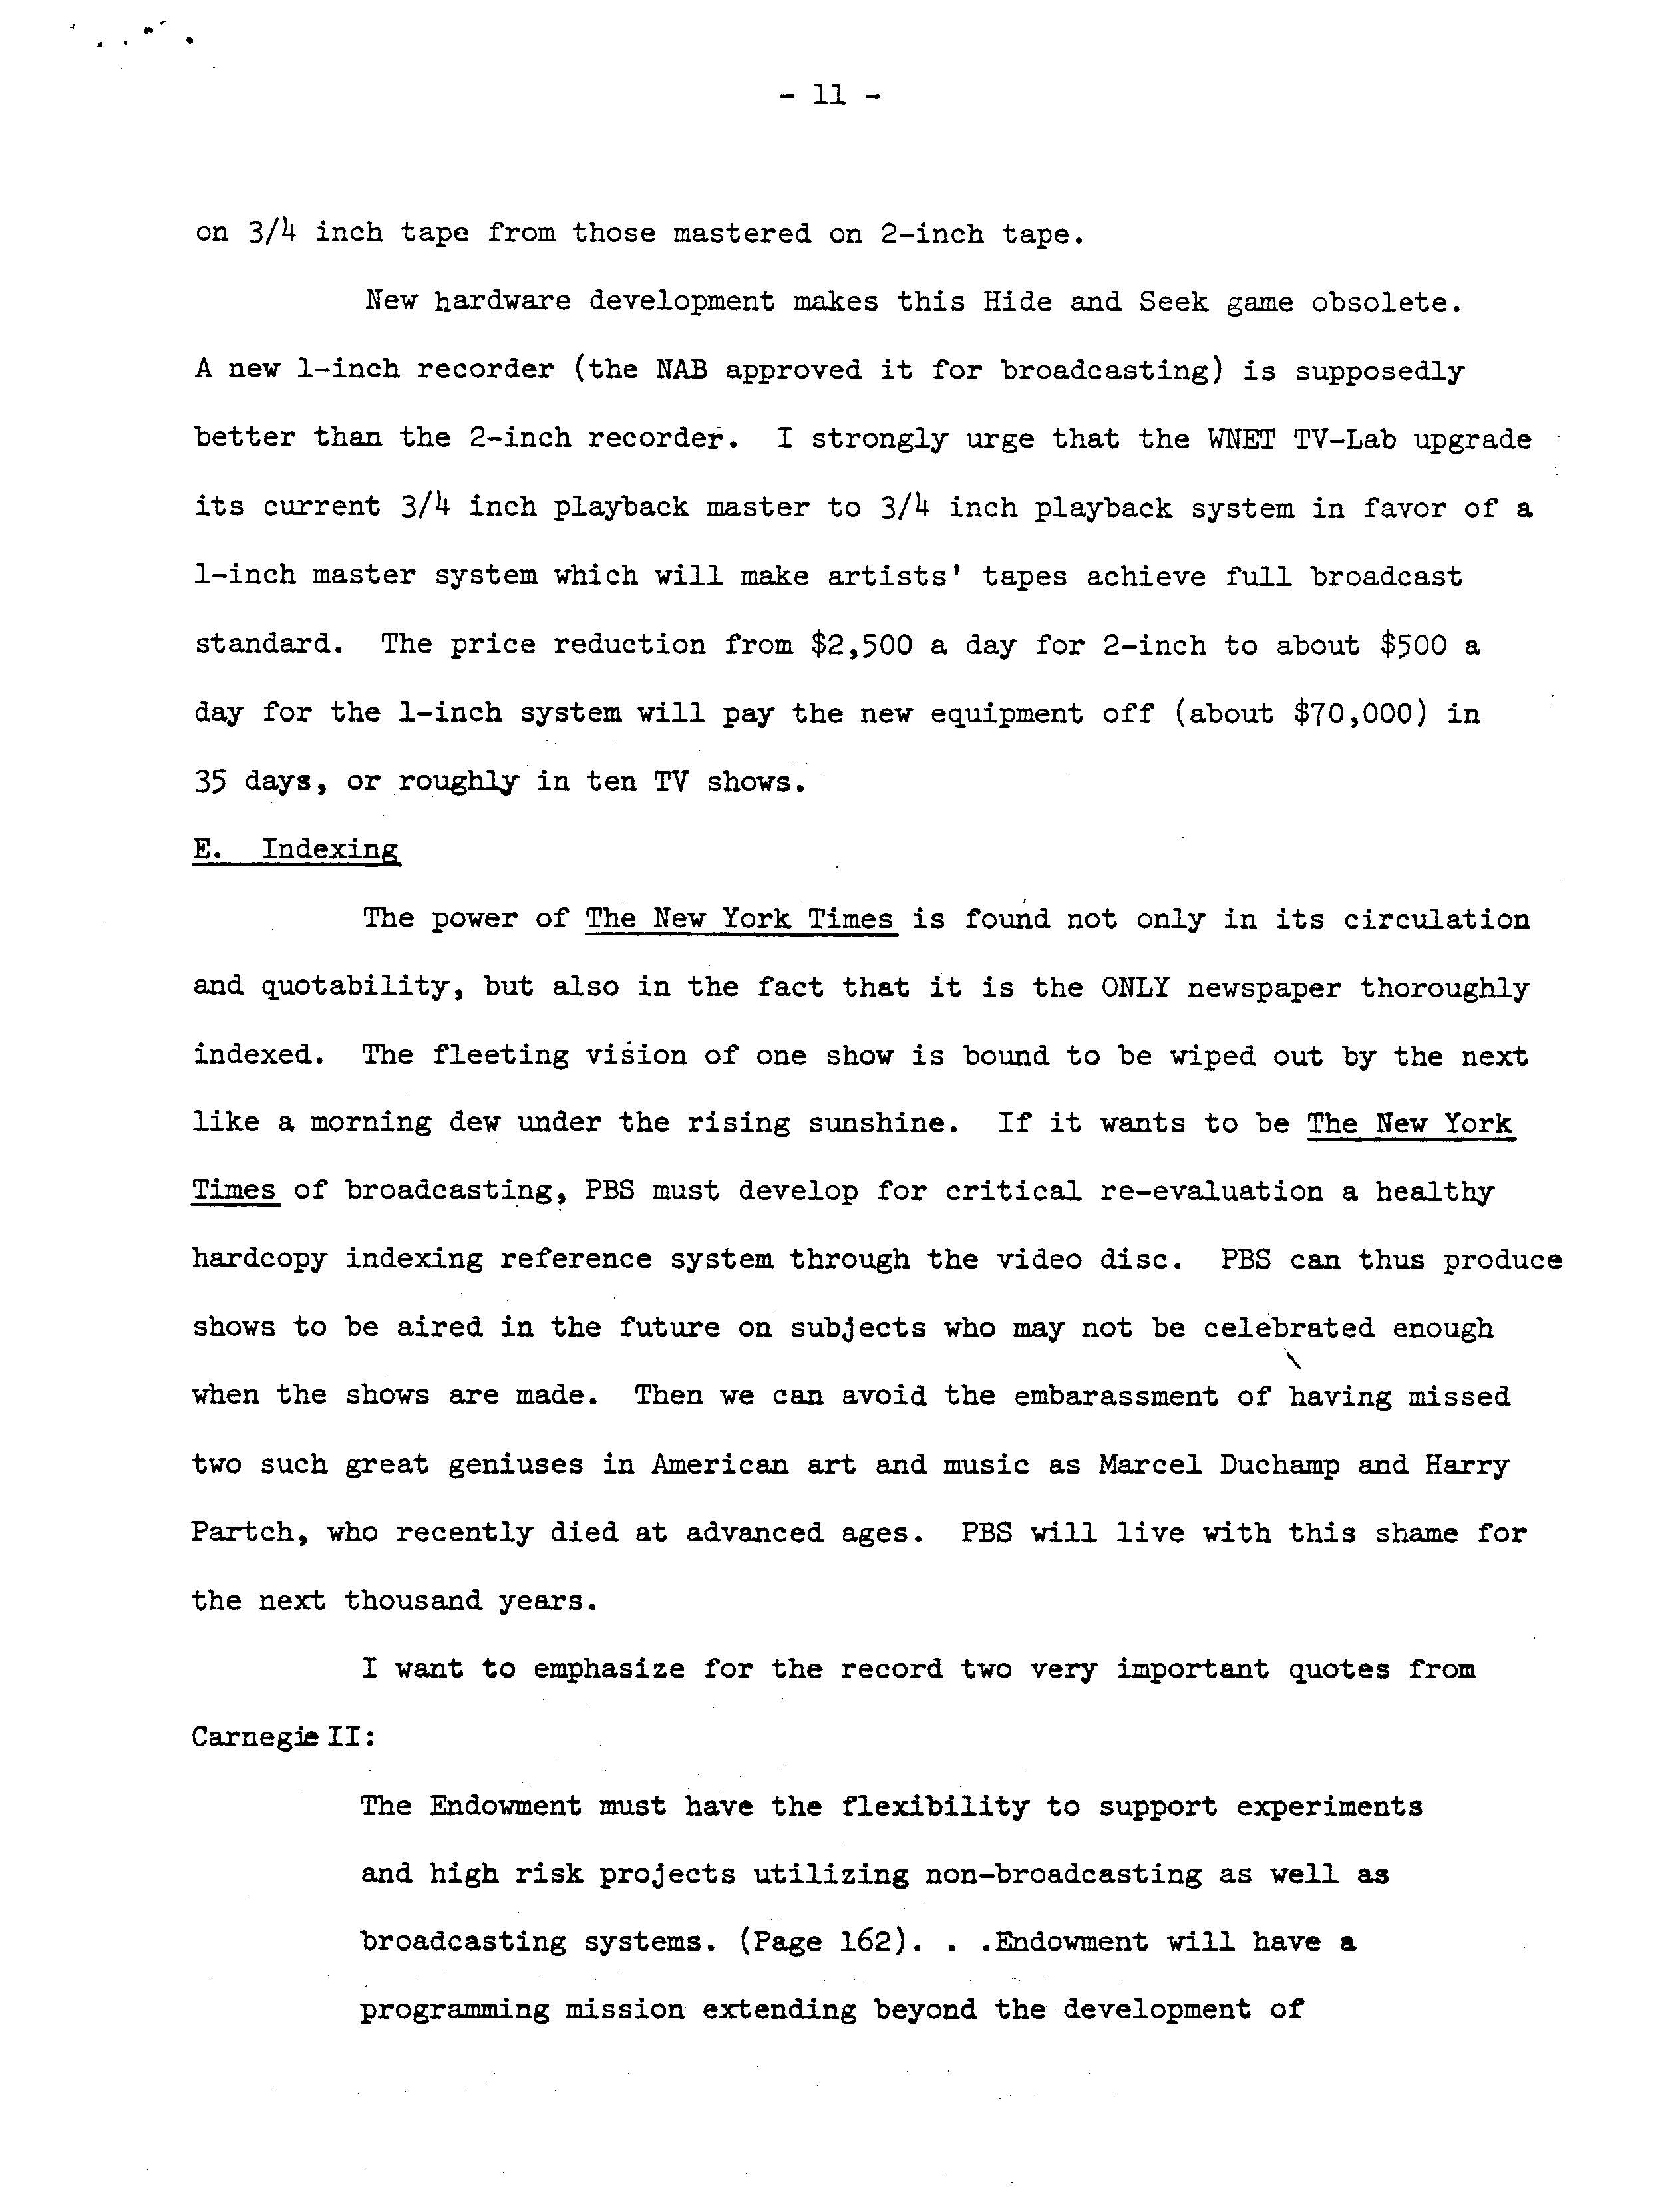 - 11 -
on 3/4 inch tape from those mastered on 2-inch tape.
New hardware development makes this Hide and Seek game obsolete.
A new 1-inch recorder (the NAB approved it for broadcasting) is supposedly
better than the 2-inch recorder. I strongly urge that the WNET TV-Lab upgrade
its current 3/4 inch playback master to 3/4 inch playback system in favor of a
1-inch master system which will make artists' tapes achieve full broadcast
standard. The price reduction from $2,500 a day for 2-inch to about $500 a
day for the 1-inch system will pay the new equipment off (about $70,000) in
35 days, or roughly in ten TV shows.
E. Indexing
The power of The New York Times is found not only in its circulation
and quotability, but also in the fact that it is the ONLY newspaper thoroughly
indexed. The fleeting vision of one show is bound to be wiped out by the next
like a morning dew under the rising sunshine. If it wants to be The New York
Times of broadcasting, PBS must develop for critical re-evaluation a healthy
hardcopy indexing reference system through the video disc. PBS can thus produce
shows to be aired in the future on subjects who may not be celebrated enough
when the shows are made. Then we can avoid the embarassment of having missed
two such great geniuses in American art and music as Marcel Duchamp and Harry
Partch, who recently died at advanced ages. PBS will live with this shame for
the next thousand years.
I want to emphasize for the record two very important quotes from
Carnegie II:
The Endowment must have the flexibility to support experiments
and high risk projects utilizing non-broadcasting as well as
broadcasting systems. (Page 162). . .Endowment will have a
programming mission extending beyond the development of